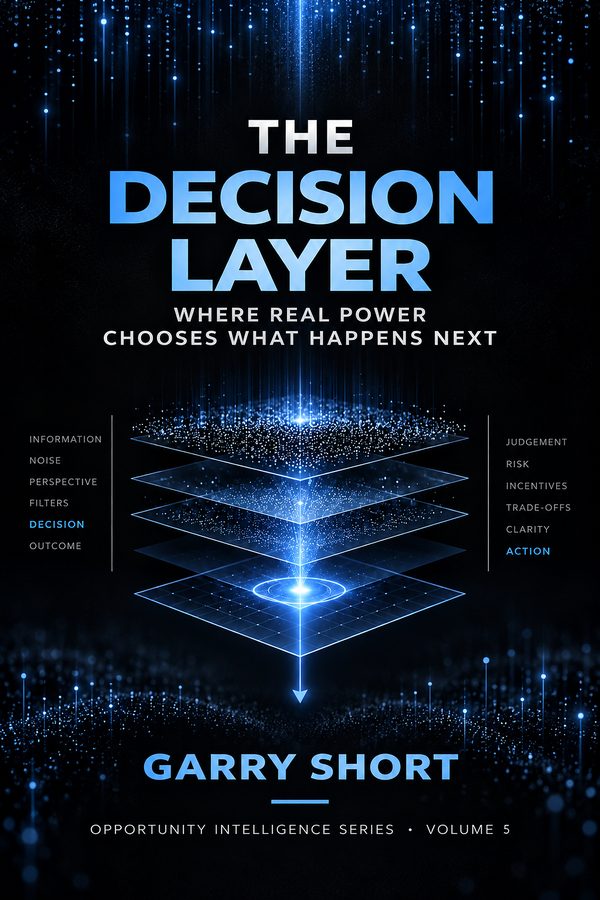 THE
DECISION
LAYER
WHERE REAL POWER
CHOOSES WHAT HAPPENS NEXT
INFORMATION
NOISE
PERSPECTIVE
FILTERS
DECISION
OUTCOME
JUDGEMENT
RISK
INCENTIVES
TRADE-OFFS
CLARITY
ACTION
GARRY SHORT
OPPORTUNITY INTELLIGENCE SERIES • VOLUME 5